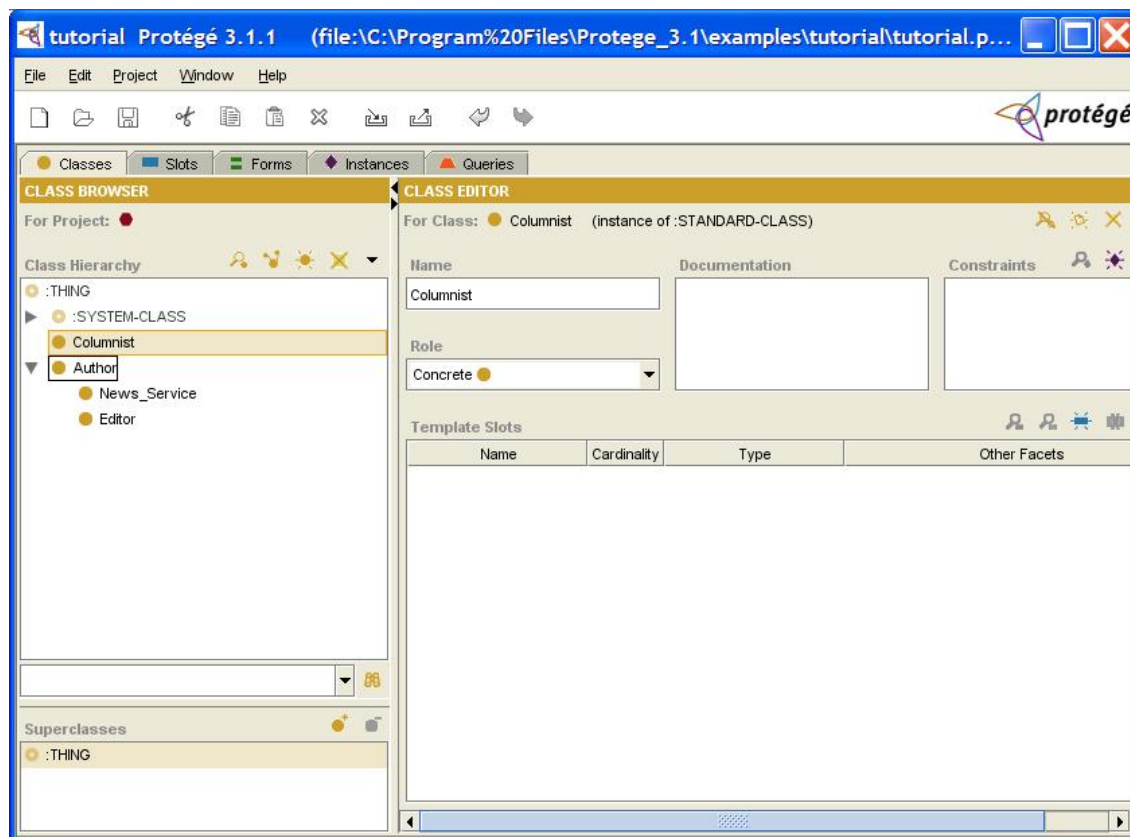 tutorial Protégé 3.1.1 (file:\C:\Program%20Files\Protege_3.1\examples\tutorial\tutorial.p...
File Edit Project Window Help
protégé
Classes Slots Forms Instances Queries
CLASS BROWSER
For Project:
Class Hierarchy
:THING
:SYSTEM-CLASS
Columnist
Author
News_Service
Editor
Superclasses
:THING
CLASS EDITOR
For Class: Columnist (instance of :STANDARD-CLASS)
Name
Columnist
Documentation
Constraints
Role
Concrete
Template Slots
Name Cardinality Type Other Facets